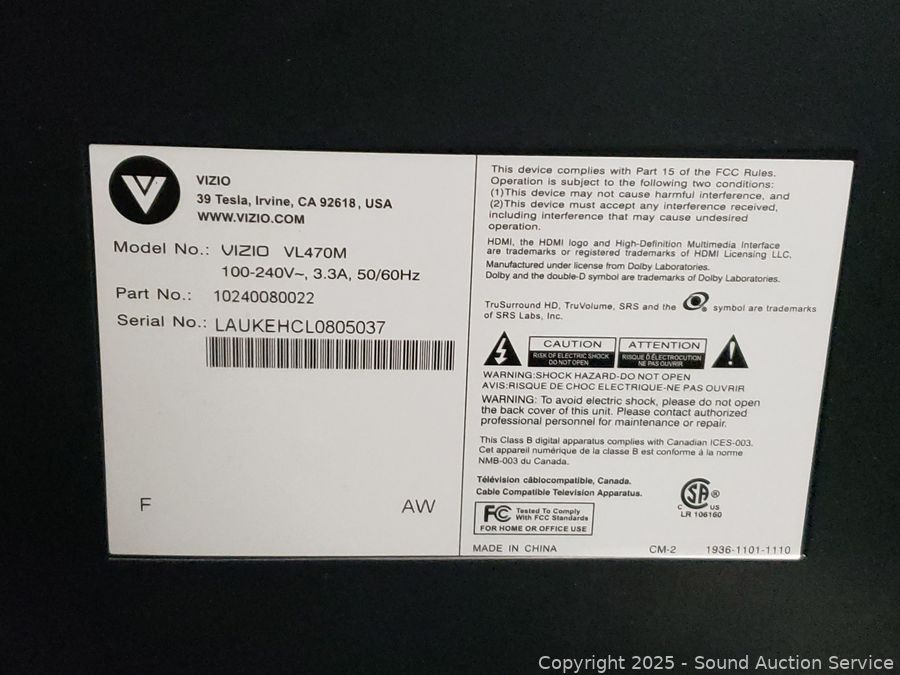 VIZIO
39 Tesla, Irvine, CA 92618, USA
WWW.VIZIO.COM
Model No.: VIZIO VL470M
100-240V~, 3.3A, 50/60Hz
Part No.: 10240080022
Serial No.: LAUKEHCL0805037
F AW
This device complies with Part 15 of the FCC Rules.
Operation is subject to the following two conditions:
(1)This device may not cause harmful interference, and
(2)This device must accept any interference received,
including interference that may cause undesired
operation.
HDMI, the HDMI logo and High-Definition Multimedia Interface
are trademarks or registered trademarks of HDMI Licensing LLC.
Manufactured under license from Dolby Laboratories.
Dolby and the double-D symbol are trademarks of Dolby Laboratories.
TruSurround HD, TruVolume, SRS and the symbol are trademarks
of SRS Labs, Inc.
CAUTION
RISK OF ELECTRIC SHOCK
DO NOT OPEN
ATTENTION
RISQUE D ÉLECTROCUTION
NE PAS OUVRIR
WARNING:SHOCK HAZARD-DO NOT OPEN
AVIS:RISQUE DE CHOC ELECTRIQUE-NE PAS OUVRIR
WARNING: To avoid electric shock, please do not open
the back cover of this unit. Please contact authorized
professional personnel for maintenance or repair.
This Class B digital apparatus complies with Canadian ICES-003.
Cet appareil numérique de la classe B est conforme à la norme
NMB-003 du Canada.
Télévision câblocompatible, Canada.
Cable Compatible Television Apparatus.
FC Tested To Comply
With FCC Standards
FOR HOME OR OFFICE USE
SA®
C US
LR 106160
MADE IN CHINA CM-2 1936-1101-1110
Copyright 2025 - Sound Auction Service